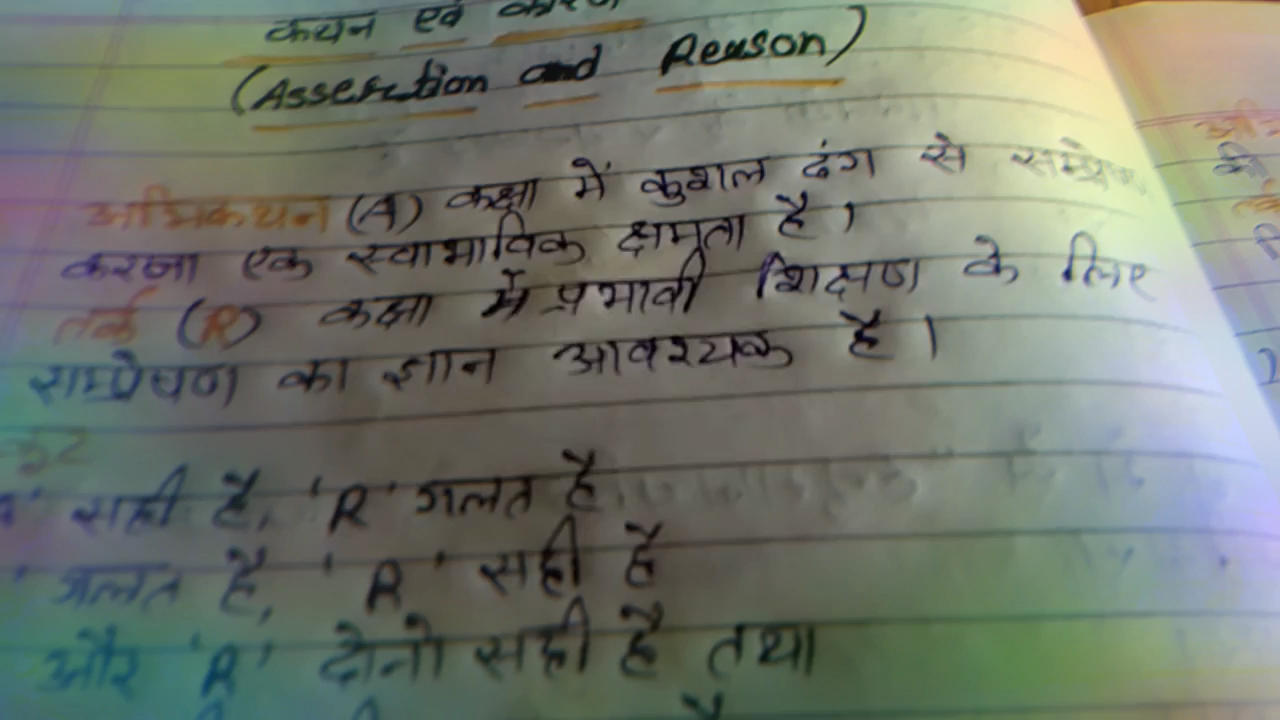 कथन एवं कारण
(Assertion and Reason)
अभिकथन (A) कक्षा में कुशल ढंग से सम्प्रेषण
करना एक स्वाभाविक क्षमता है।
तर्क (R) कक्षा में प्रभावी शिक्षण के लिए
सम्प्रेषण का ज्ञान आवश्यक है।
कूट
सही है, 'R' गलत है
' गलत है, 'R' सही है
और 'R' दोनो सही है तथा